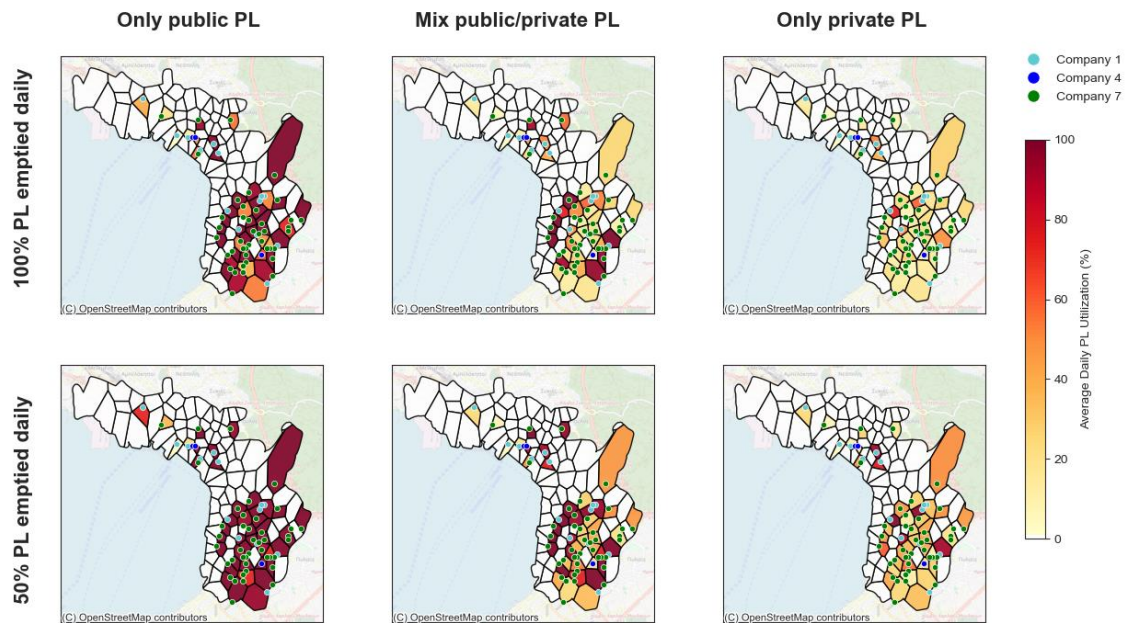 Only public PL
Mix public/private PL
Only private PL
100% PL emptied daily
50% PL emptied daily
Company 1
Company 4
Company 7
100
80
60
40
20
0
Average Daily PL Utilization (%)
(C) OpenStreetMap contributors
(C) OpenStreetMap contributors
(C) OpenStreetMap contributors
(C) OpenStreetMap contributors
(C) OpenStreetMap contributors
(C) OpenStreetMap contributors